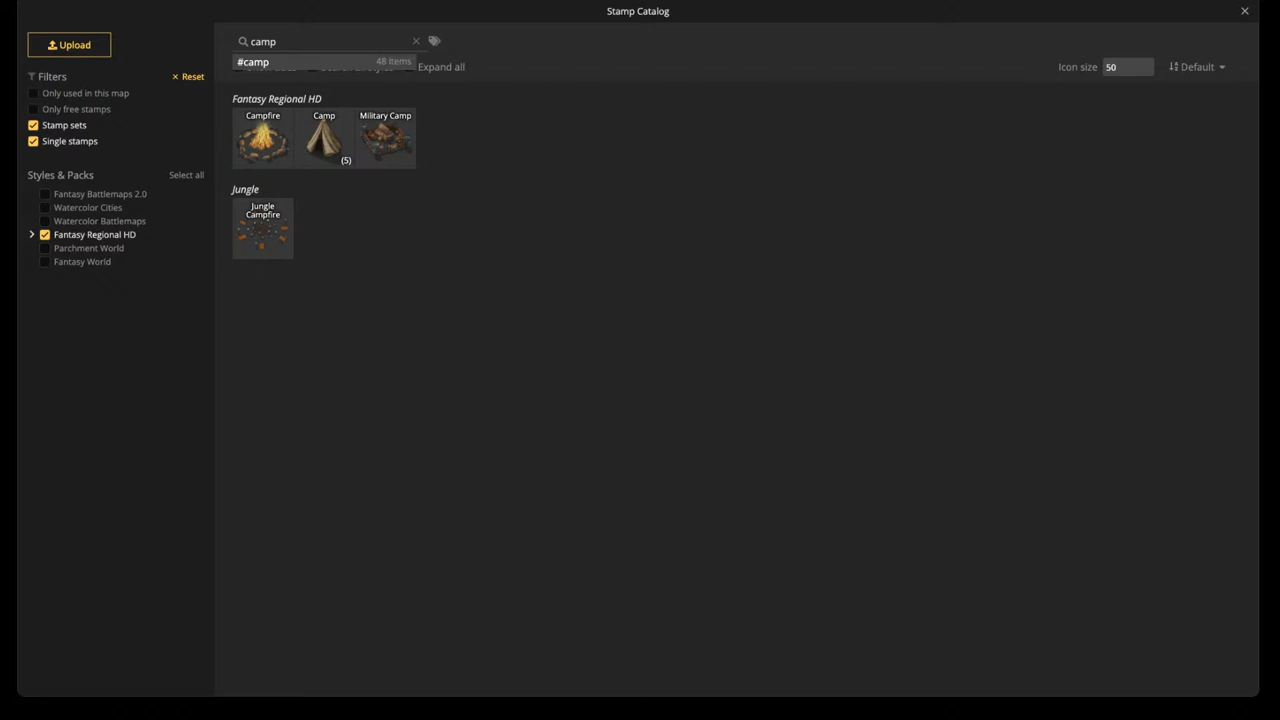 Stamp Catalog
Upload
Filters
Reset
Only used in this map
Only free stamps
Stamp sets
Single stamps
Styles & Packs
Select all
Fantasy Battlemaps 2.0
Watercolor Cities
Watercolor Battlemaps
Fantasy Regional HD
Parchment World
Fantasy World
camp
#camp 48 items
Expand all
Icon size 50
Default
Fantasy Regional HD
Campfire
Camp
(5)
Military Camp
Jungle
Jungle
Campfire